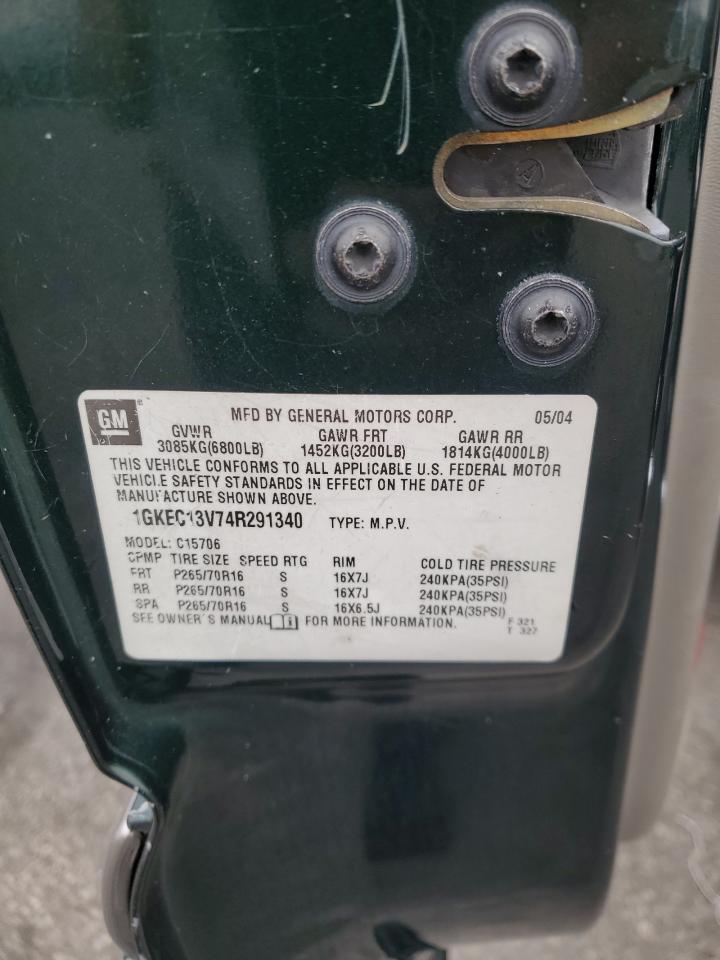 GM
MFD BY GENERAL MOTORS CORP. 05/04
GVWR GAWR FRT GAWR RR
3085KG(6800LB) 1452KG(3200LB) 1814KG(4000LB)
THIS VEHICLE CONFORMS TO ALL APPLICABLE U.S. FEDERAL MOTOR
VEHICLE SAFETY STANDARDS IN EFFECT ON THE DATE OF
MANUFACTURE SHOWN ABOVE.
1GKEC13V74R291340 TYPE: M.P.V.
MODEL: C15706
CPMP TIRE SIZE SPEED RTG RIM COLD TIRE PRESSURE
FRT P265/70R16 S 16X7J 240KPA(35PSI)
RR P265/70R16 S 16X7J 240KPA(35PSI)
SPA P265/70R16 S 16X6.5J 240KPA(35PSI)
SEE OWNER'S MANUAL FOR MORE INFORMATION.
F 321
T 327